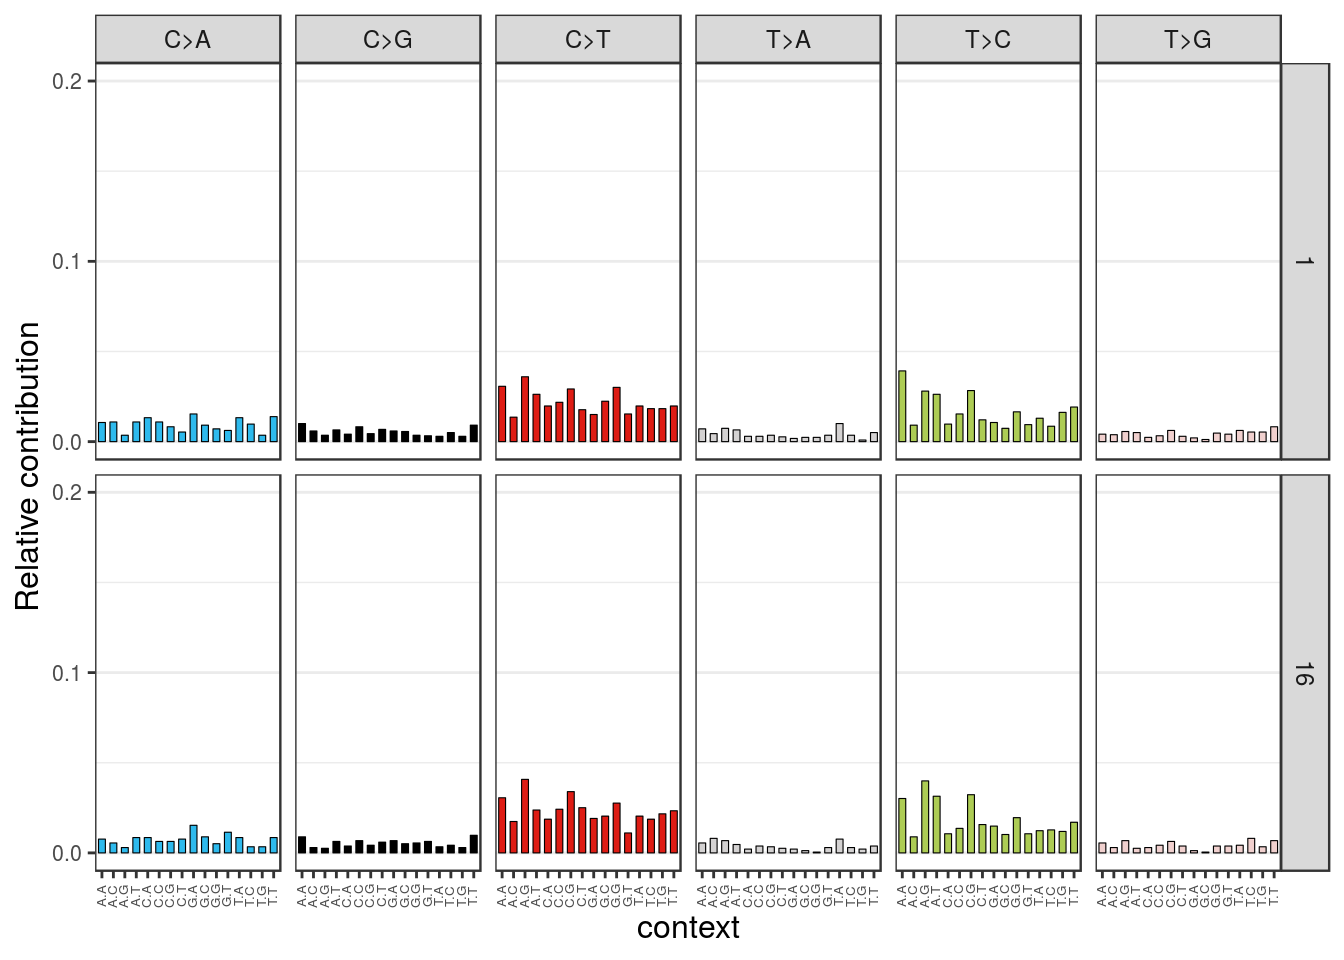 C>A C>G C>T T>A T>C T>G
0.2
0.1
0.0
1
0.2
0.1
0.0
16
Relative contribution
A.A A.C A.G A.T C.A C.C C.G C.T G.A G.C G.G G.T T.A T.C T.G T.T A.A A.C A.G A.T C.A C.C C.G C.T G.A G.C G.G G.T T.A T.C T.G T.T A.A A.C A.G A.T C.A C.C C.G C.T G.A G.C G.G G.T T.A T.C T.G T.T A.A A.C A.G A.T C.A C.C C.G C.T G.A G.C G.G G.T T.A T.C T.G T.T A.A A.C A.G A.T C.A C.C C.G C.T G.A G.C G.G G.T T.A T.C T.G T.T A.A A.C A.G A.T C.A C.C C.G C.T G.A G.C G.G G.T T.A T.C T.G T.T
context